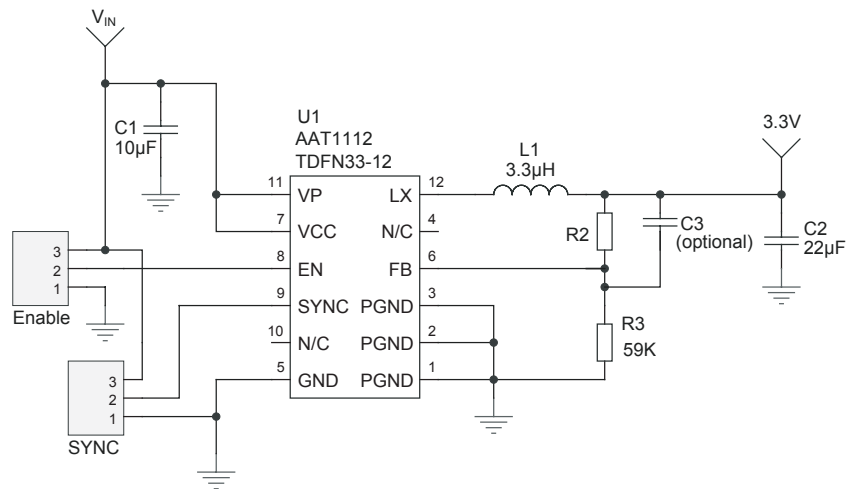 V_IN
C1
10µF
U1
AAT1112
TDFN33-12
L1
3.3µH
3.3V
11 VP LX 12
7 VCC N/C 4
8 EN FB 6
9 SYNC PGND 3
10 N/C PGND 2
5 GND PGND 1
R2
C3
(optional)
C2
22µF
R3
59K
3
2
1
Enable
3
2
1
SYNC